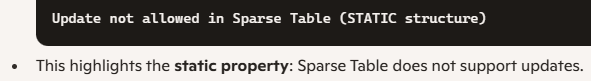 Update not allowed in Sparse Table (STATIC structure)
• This highlights the static property: Sparse Table does not support updates.